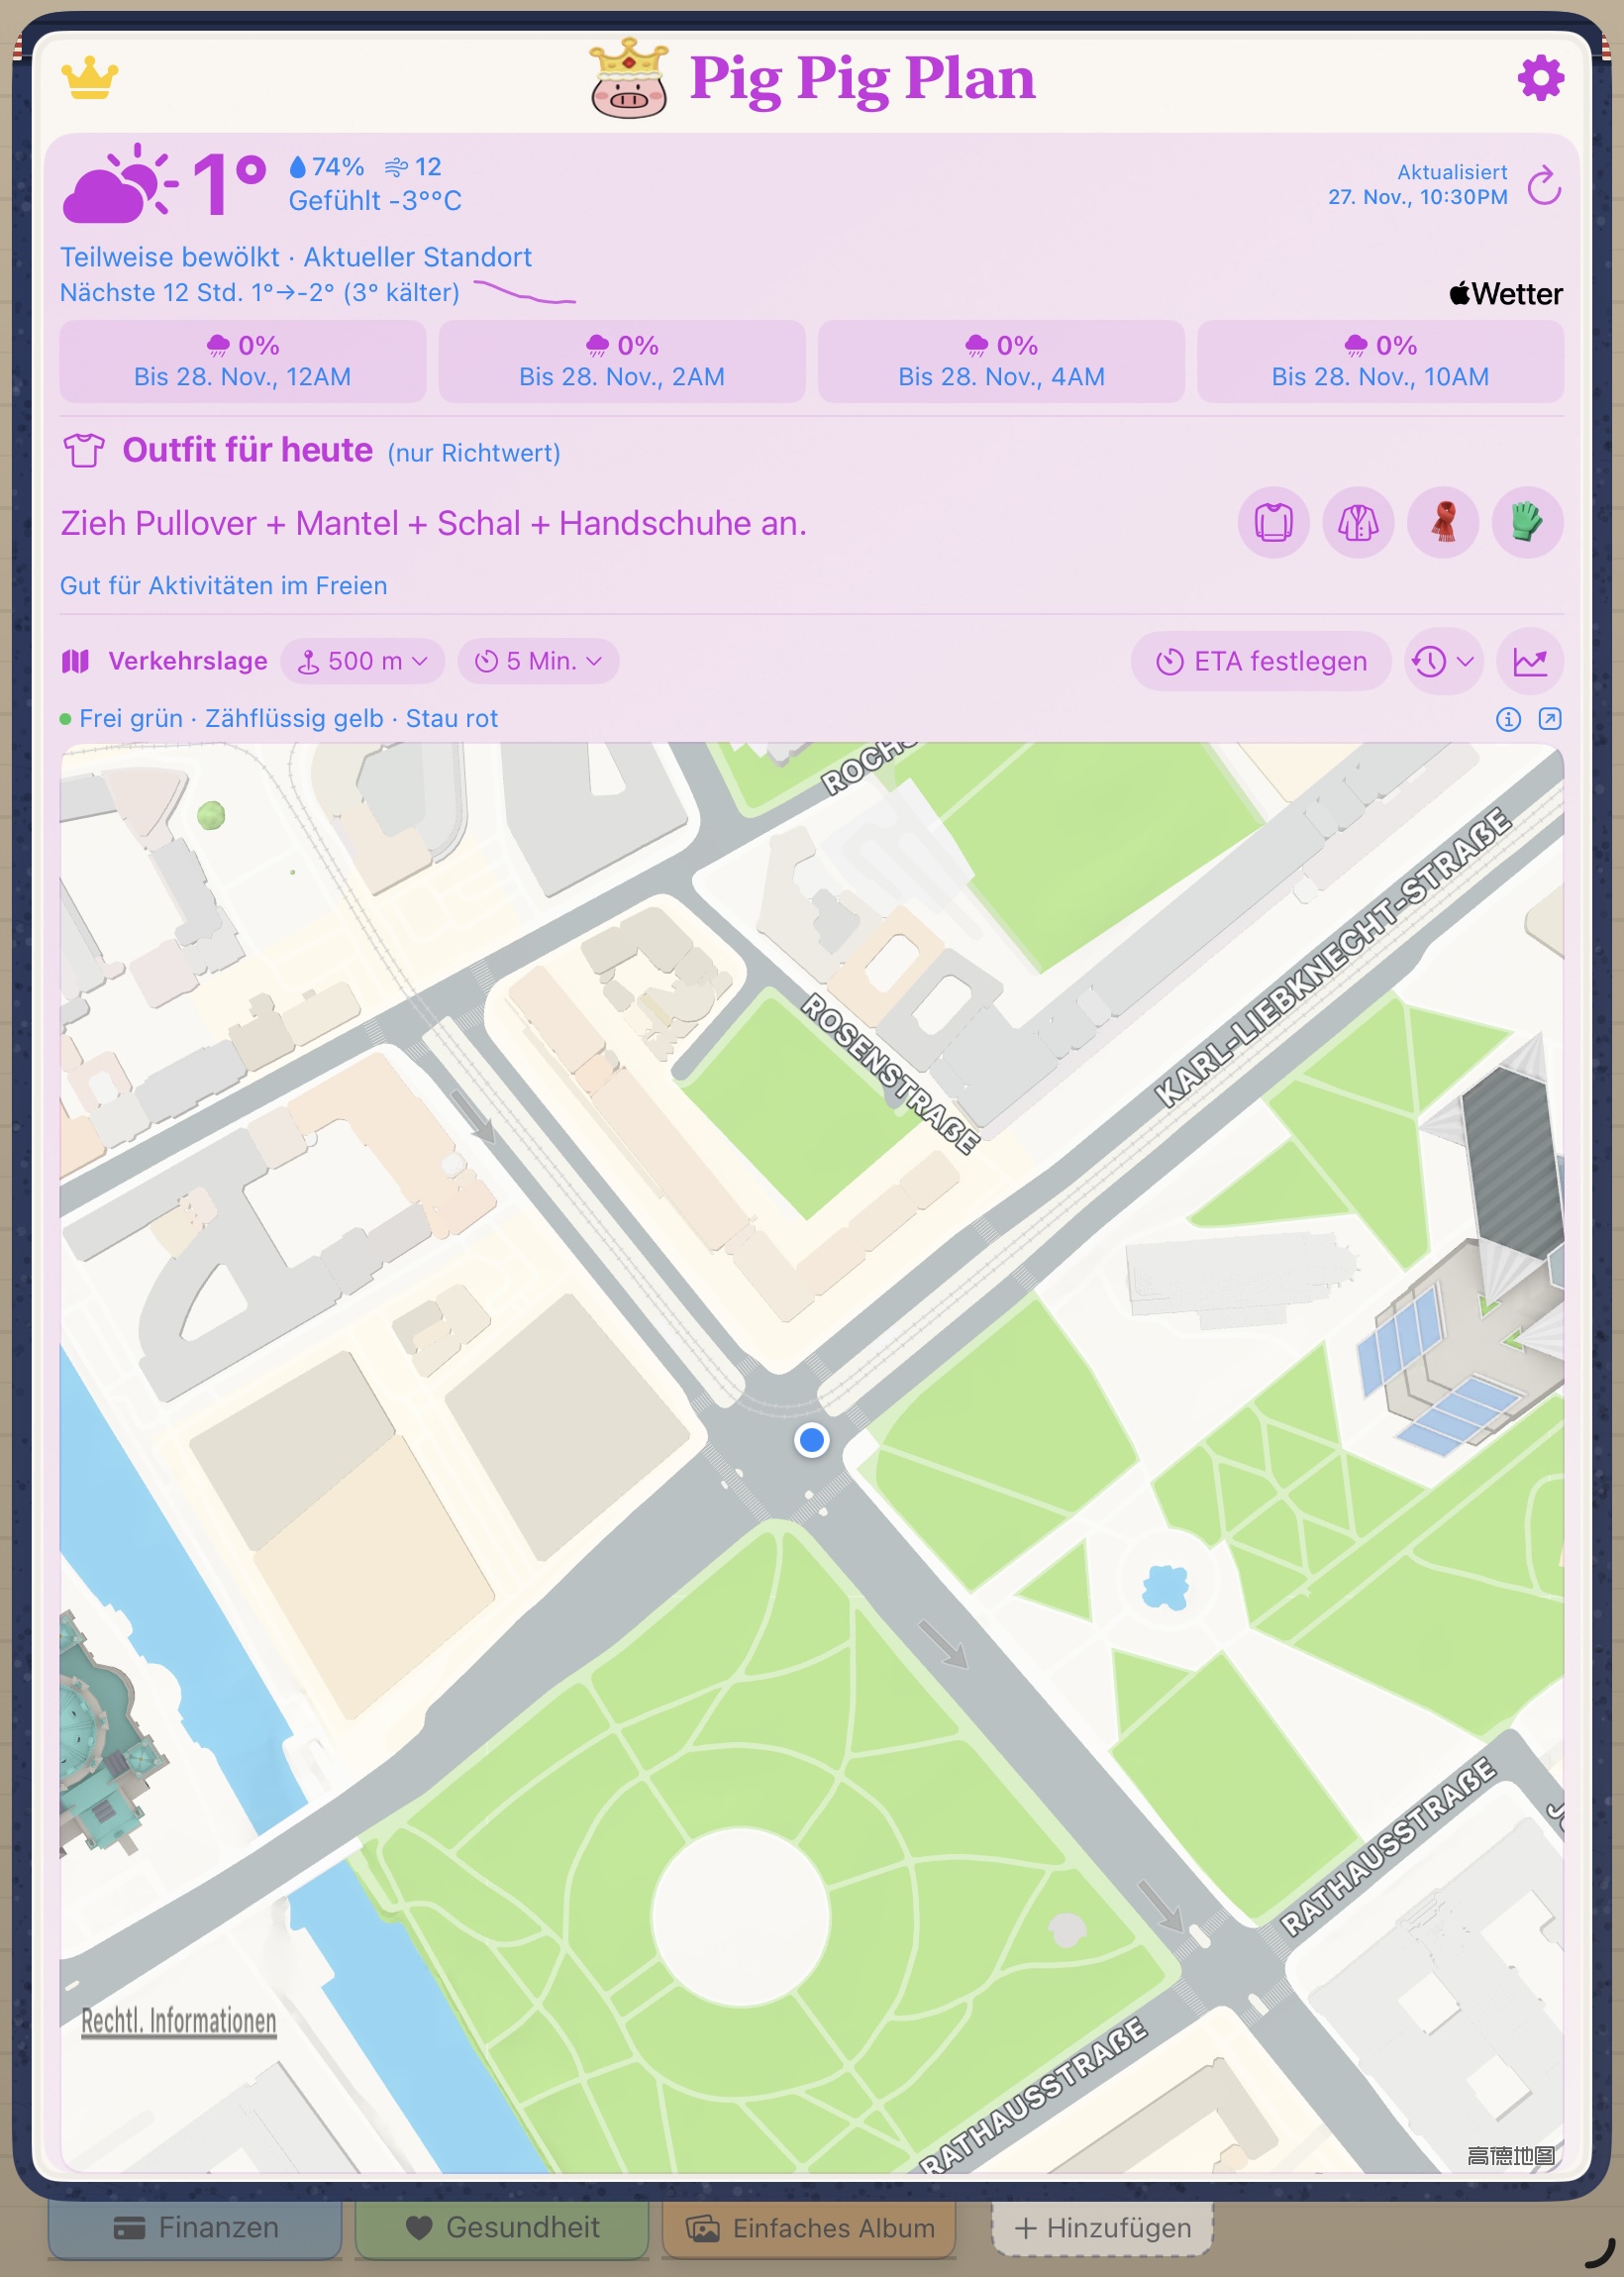 Pig Pig Plan
1°
74% 12
Gefühlt -3°°C
Aktualisiert
27. Nov., 10:30PM
Teilweise bewölkt · Aktueller Standort
Nächste 12 Std. 1°→-2° (3° kälter)
Wetter
0%
Bis 28. Nov., 12AM
0%
Bis 28. Nov., 2AM
0%
Bis 28. Nov., 4AM
0%
Bis 28. Nov., 10AM
Outfit für heute (nur Richtwert)
Zieh Pullover + Mantel + Schal + Handschuhe an.
Gut für Aktivitäten im Freien
Verkehrslage
500 m
5 Min.
ETA festlegen
Frei grün · Zähflüssig gelb · Stau rot
KARL-LIEBKNECHT-STRAẞE
ROSENSTRAẞE
RATHAUSSTRAẞE
Rechtl. Informationen
RATHAUSSTRAẞE
高德地图
Finanzen
Gesundheit
Einfaches Album
+ Hinzufügen